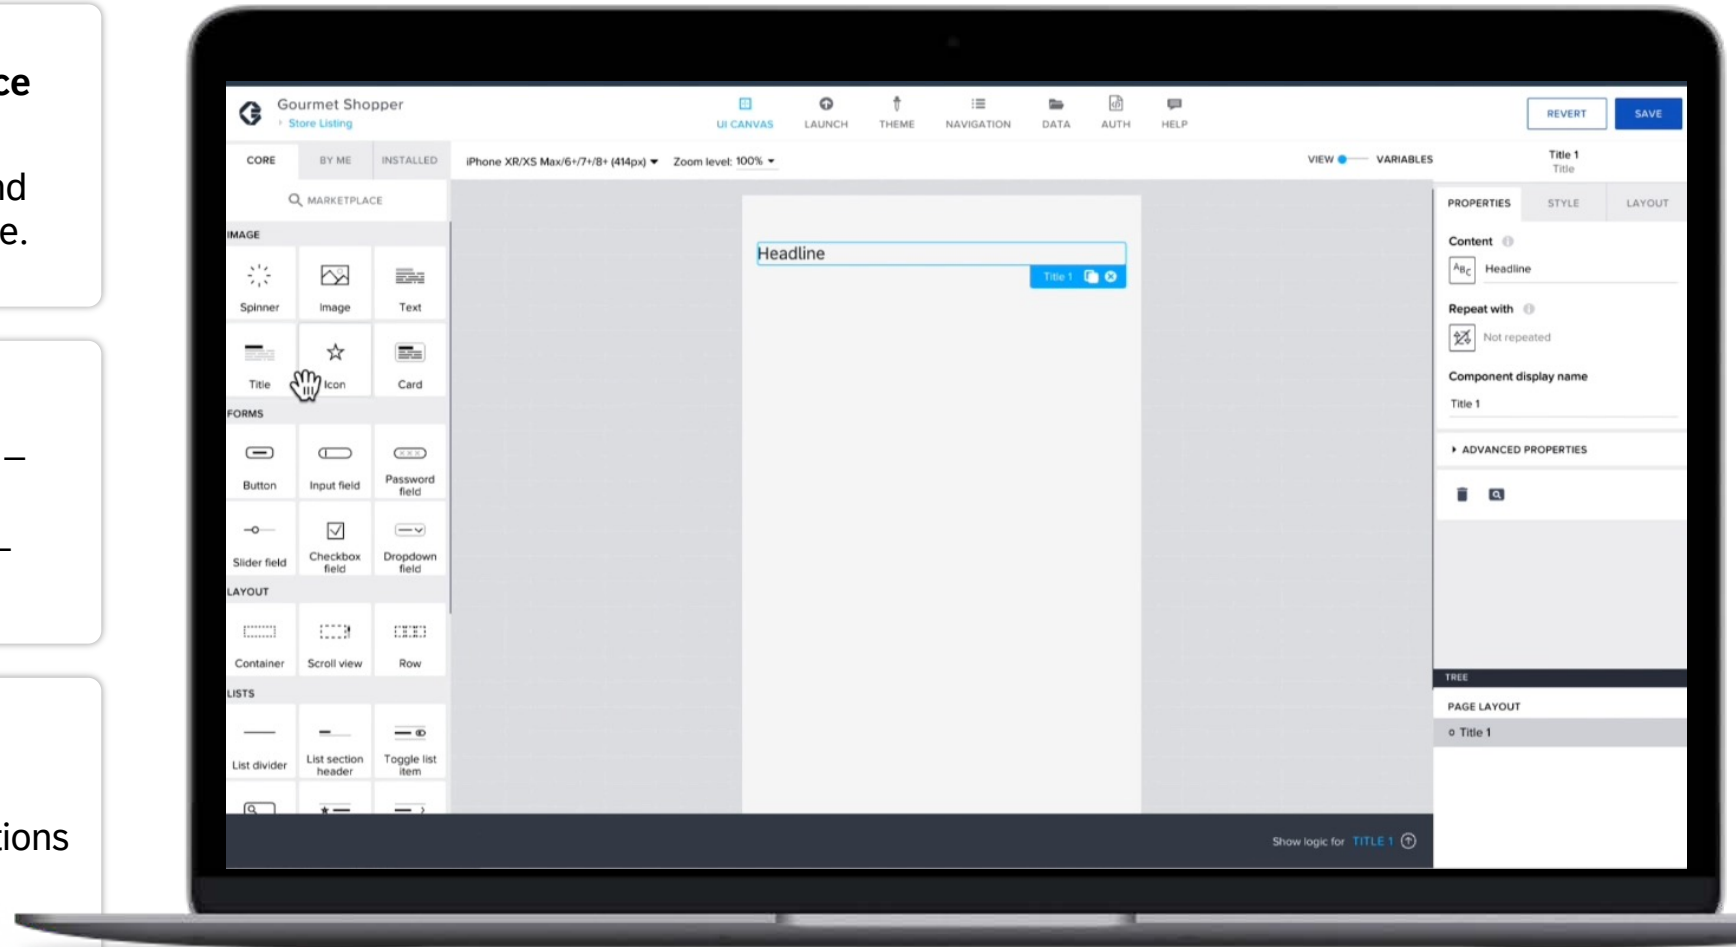 ce
nd
e.
–
–
tions
Gourmet Shopper
Store Listing
UI CANVAS
LAUNCH
THEME
NAVIGATION
DATA
AUTH
HELP
REVERT
SAVE
CORE
BY ME
INSTALLED
iPhone XR/XS Max/6+/7+/8+ (414px)
Zoom level: 100%
VIEW
VARIABLES
MARKETPLACE
IMAGE
Spinner
Image
Text
Title
Icon
Card
FORMS
Button
Input field
Password
field
Slider field
Checkbox
field
Dropdown
field
LAYOUT
Container
Scroll view
Row
LISTS
List divider
List section
header
Toggle list
item
Headline
Title 1
Show logic for TITLE 1
Title 1
Title
PROPERTIES
STYLE
LAYOUT
Content
ABC
Headline
Repeat with
Not repeated
Component display name
Title 1
ADVANCED PROPERTIES
TREE
PAGE LAYOUT
Title 1